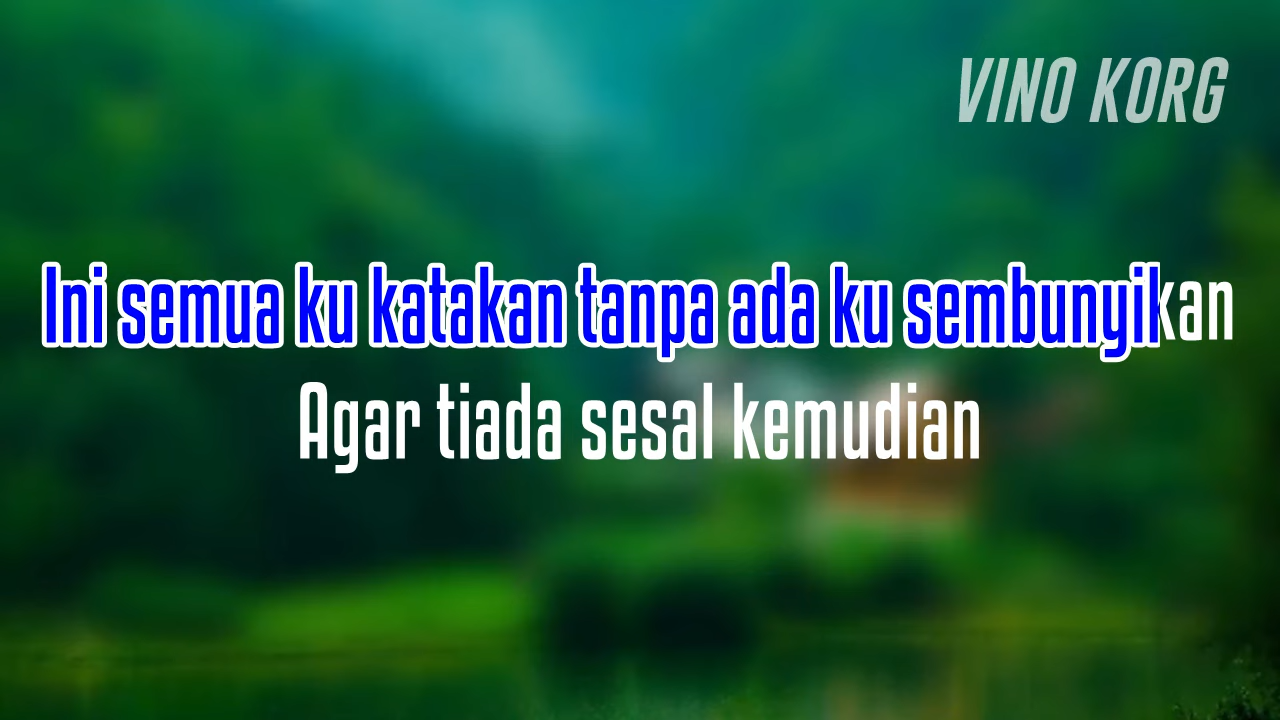 VINO KORG
Ini semua ku katakan tanpa ada ku sembunyikan
Agar tiada sesal kemudian